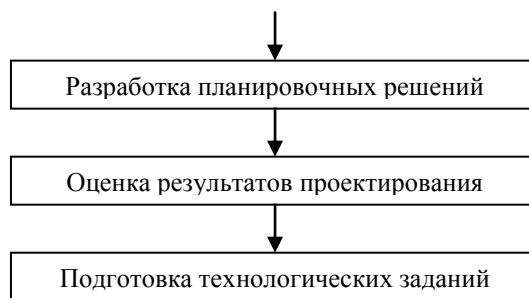 Разработка планировочных решений
Оценка результатов проектирования
Подготовка технологических заданий